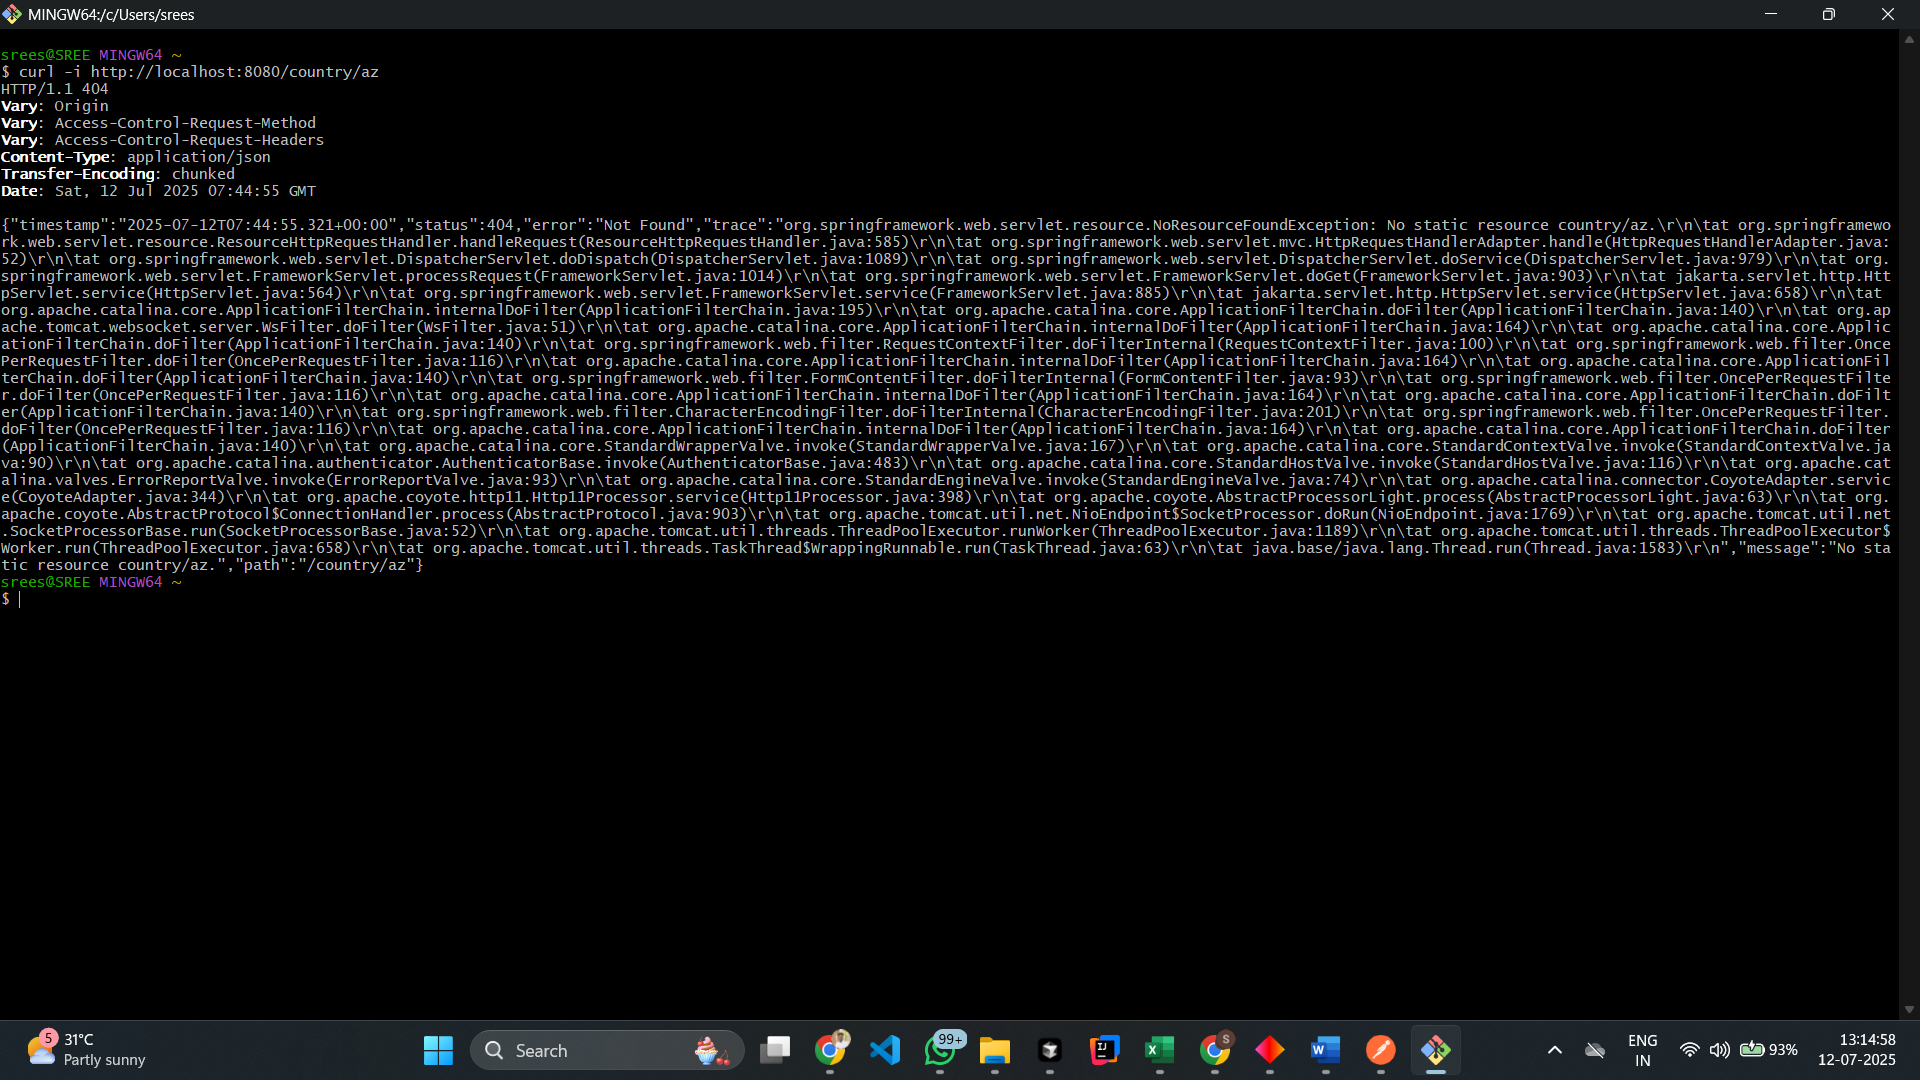 MINGW64:/c/Users/srees
srees@SREE MINGW64 ~
$ curl -i http://localhost:8080/country/az
HTTP/1.1 404
Vary: Origin
Vary: Access-Control-Request-Method
Vary: Access-Control-Request-Headers
Content-Type: application/json
Transfer-Encoding: chunked
Date: Sat, 12 Jul 2025 07:44:55 GMT
{"timestamp":"2025-07-12T07:44:55.321+00:00","status":404,"error":"Not Found","trace":"org.springframework.web.servlet.resource.NoResourceFoundException: No static resource country/az.\r\n\tat org.springframewo
rk.web.servlet.resource.ResourceHttpRequestHandler.handleRequest(ResourceHttpRequestHandler.java:585)\r\n\tat org.springframework.web.servlet.mvc.HttpRequestHandlerAdapter.handle(HttpRequestHandlerAdapter.java:
52)\r\n\tat org.springframework.web.servlet.DispatcherServlet.doDispatch(DispatcherServlet.java:1089)\r\n\tat org.springframework.web.servlet.DispatcherServlet.doService(DispatcherServlet.java:979)\r\n\tat org.
springframework.web.servlet.FrameworkServlet.processRequest(FrameworkServlet.java:1014)\r\n\tat org.springframework.web.servlet.FrameworkServlet.doGet(FrameworkServlet.java:903)\r\n\tat jakarta.servlet.http.Htt
pServlet.service(HttpServlet.java:564)\r\n\tat org.springframework.web.servlet.FrameworkServlet.service(FrameworkServlet.java:885)\r\n\tat jakarta.servlet.http.HttpServlet.service(HttpServlet.java:658)\r\n\tat
org.apache.catalina.core.ApplicationFilterChain.internalDoFilter(ApplicationFilterChain.java:195)\r\n\tat org.apache.catalina.core.ApplicationFilterChain.doFilter(ApplicationFilterChain.java:140)\r\n\tat org.ap
ache.tomcat.websocket.server.WsFilter.doFilter(WsFilter.java:51)\r\n\tat org.apache.catalina.core.ApplicationFilterChain.internalDoFilter(ApplicationFilterChain.java:164)\r\n\tat org.apache.catalina.core.Applic
ationFilterChain.doFilter(ApplicationFilterChain.java:140)\r\n\tat org.springframework.web.filter.RequestContextFilter.doFilterInternal(RequestContextFilter.java:100)\r\n\tat org.springframework.web.filter.Once
PerRequestFilter.doFilter(OncePerRequestFilter.java:116)\r\n\tat org.apache.catalina.core.ApplicationFilterChain.internalDoFilter(ApplicationFilterChain.java:164)\r\n\tat org.apache.catalina.core.ApplicationFil
terChain.doFilter(ApplicationFilterChain.java:140)\r\n\tat org.springframework.web.filter.FormContentFilter.doFilterInternal(FormContentFilter.java:93)\r\n\tat org.springframework.web.filter.OncePerRequestFilte
r.doFilter(OncePerRequestFilter.java:116)\r\n\tat org.apache.catalina.core.ApplicationFilterChain.internalDoFilter(ApplicationFilterChain.java:164)\r\n\tat org.apache.catalina.core.ApplicationFilterChain.doFilt
er(ApplicationFilterChain.java:140)\r\n\tat org.springframework.web.filter.CharacterEncodingFilter.doFilterInternal(CharacterEncodingFilter.java:201)\r\n\tat org.springframework.web.filter.OncePerRequestFilter.
doFilter(OncePerRequestFilter.java:116)\r\n\tat org.apache.catalina.core.ApplicationFilterChain.internalDoFilter(ApplicationFilterChain.java:164)\r\n\tat org.apache.catalina.core.ApplicationFilterChain.doFilter
(ApplicationFilterChain.java:140)\r\n\tat org.apache.catalina.core.StandardWrapperValve.invoke(StandardWrapperValve.java:167)\r\n\tat org.apache.catalina.core.StandardContextValve.invoke(StandardContextValve.ja
va:90)\r\n\tat org.apache.catalina.authenticator.AuthenticatorBase.invoke(AuthenticatorBase.java:483)\r\n\tat org.apache.catalina.core.StandardHostValve.invoke(StandardHostValve.java:116)\r\n\tat org.apache.cat
alina.valves.ErrorReportValve.invoke(ErrorReportValve.java:93)\r\n\tat org.apache.catalina.core.StandardEngineValve.invoke(StandardEngineValve.java:74)\r\n\tat org.apache.catalina.connector.CoyoteAdapter.servic
e(CoyoteAdapter.java:344)\r\n\tat org.apache.coyote.http11.Http11Processor.service(Http11Processor.java:398)\r\n\tat org.apache.coyote.AbstractProcessorLight.process(AbstractProcessorLight.java:63)\r\n\tat org.
apache.coyote.AbstractProtocol$ConnectionHandler.process(AbstractProtocol.java:903)\r\n\tat org.apache.tomcat.util.net.NioEndpoint$SocketProcessor.doRun(NioEndpoint.java:1769)\r\n\tat org.apache.tomcat.util.net
.SocketProcessorBase.run(SocketProcessorBase.java:52)\r\n\tat org.apache.tomcat.util.threads.ThreadPoolExecutor.runWorker(ThreadPoolExecutor.java:1189)\r\n\tat org.apache.tomcat.util.threads.ThreadPoolExecutor$
Worker.run(ThreadPoolExecutor.java:658)\r\n\tat org.apache.tomcat.util.threads.TaskThread$WrappingRunnable.run(TaskThread.java:63)\r\n\tat java.base/java.lang.Thread.run(Thread.java:1583)\r\n","message":"No sta
tic resource country/az.","path":"/country/az"}
srees@SREE MINGW64 ~
$
5
31°C
Partly sunny
Search
99+
S
ENG
IN
93%
13:14:58
12-07-2025